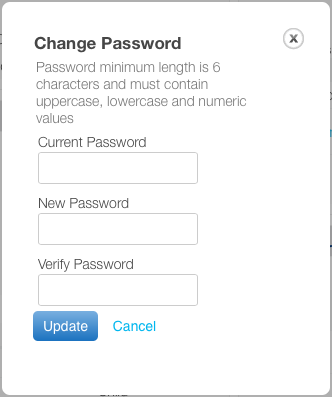 Change Password
x
Password minimum length is 6
characters and must contain
uppercase, lowercase and numeric
values
Current Password
New Password
Verify Password
Update Cancel